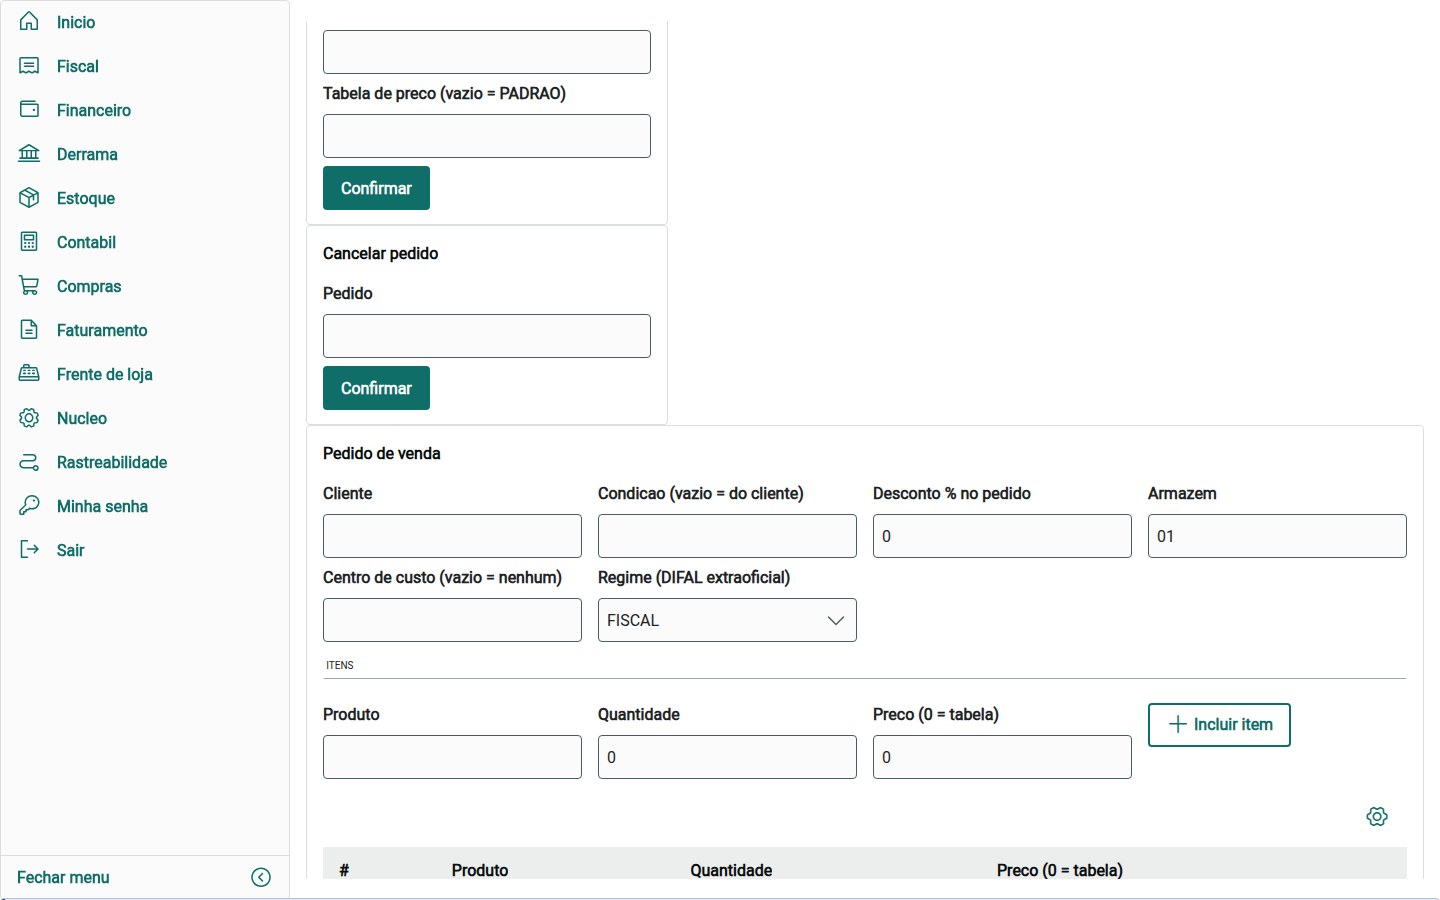 Inicio
Fiscal
Financeiro
Derrama
Estoque
Contabil
Compras
Faturamento
Frente de loja
Nucleo
Rastreabilidade
Minha senha
Sair
Fechar menu
Tabela de preco (vazio = PADRAO)
Confirmar
Cancelar pedido
Pedido
Confirmar
Pedido de venda
Cliente Condicao (vazio = do cliente) Desconto % no pedido Armazem
0 01
Centro de custo (vazio = nenhum) Regime (DIFAL extraoficial)
FISCAL
ITENS
Produto Quantidade Preco (0 = tabela) Incluir item
0 0
# Produto Quantidade Preco (0 = tabela)